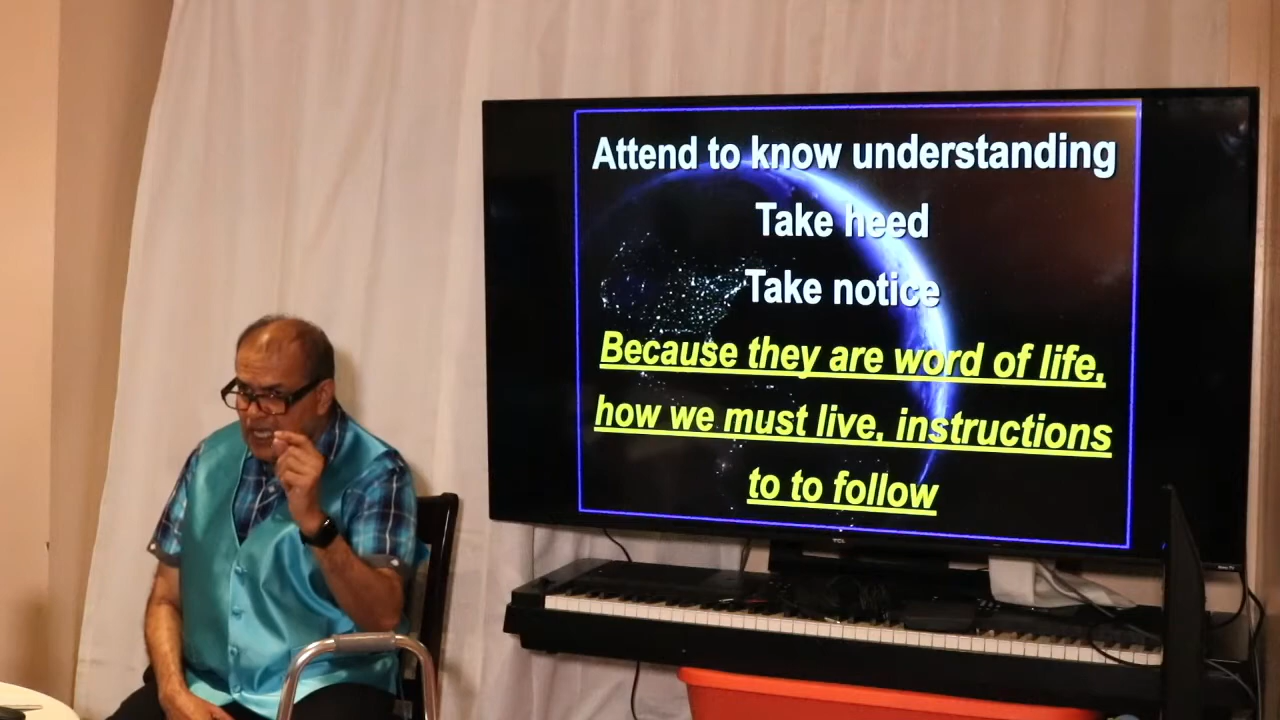 Attend to know understanding
Take heed
Take notice
Because they are word of life,
how we must live, instructions
to to follow
TCL